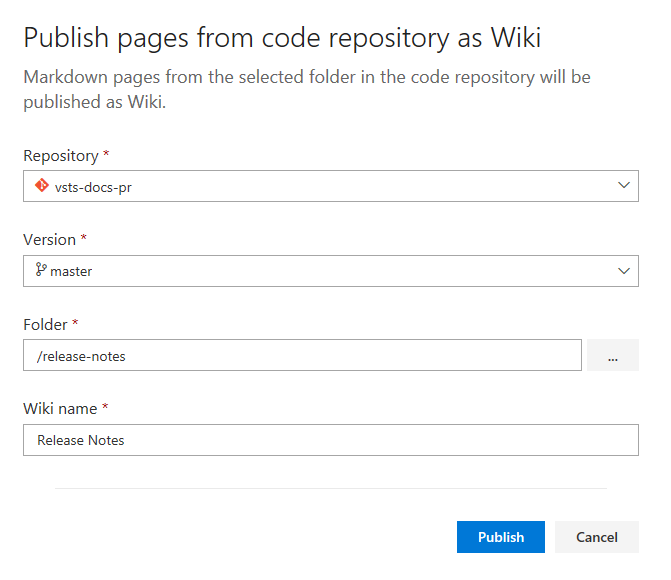 Publish pages from code repository as Wiki
Markdown pages from the selected folder in the code repository will be
published as Wiki.
Repository *
vsts-docs-pr
Version *
master
Folder *
/release-notes
...
Wiki name *
Release Notes
Publish
Cancel